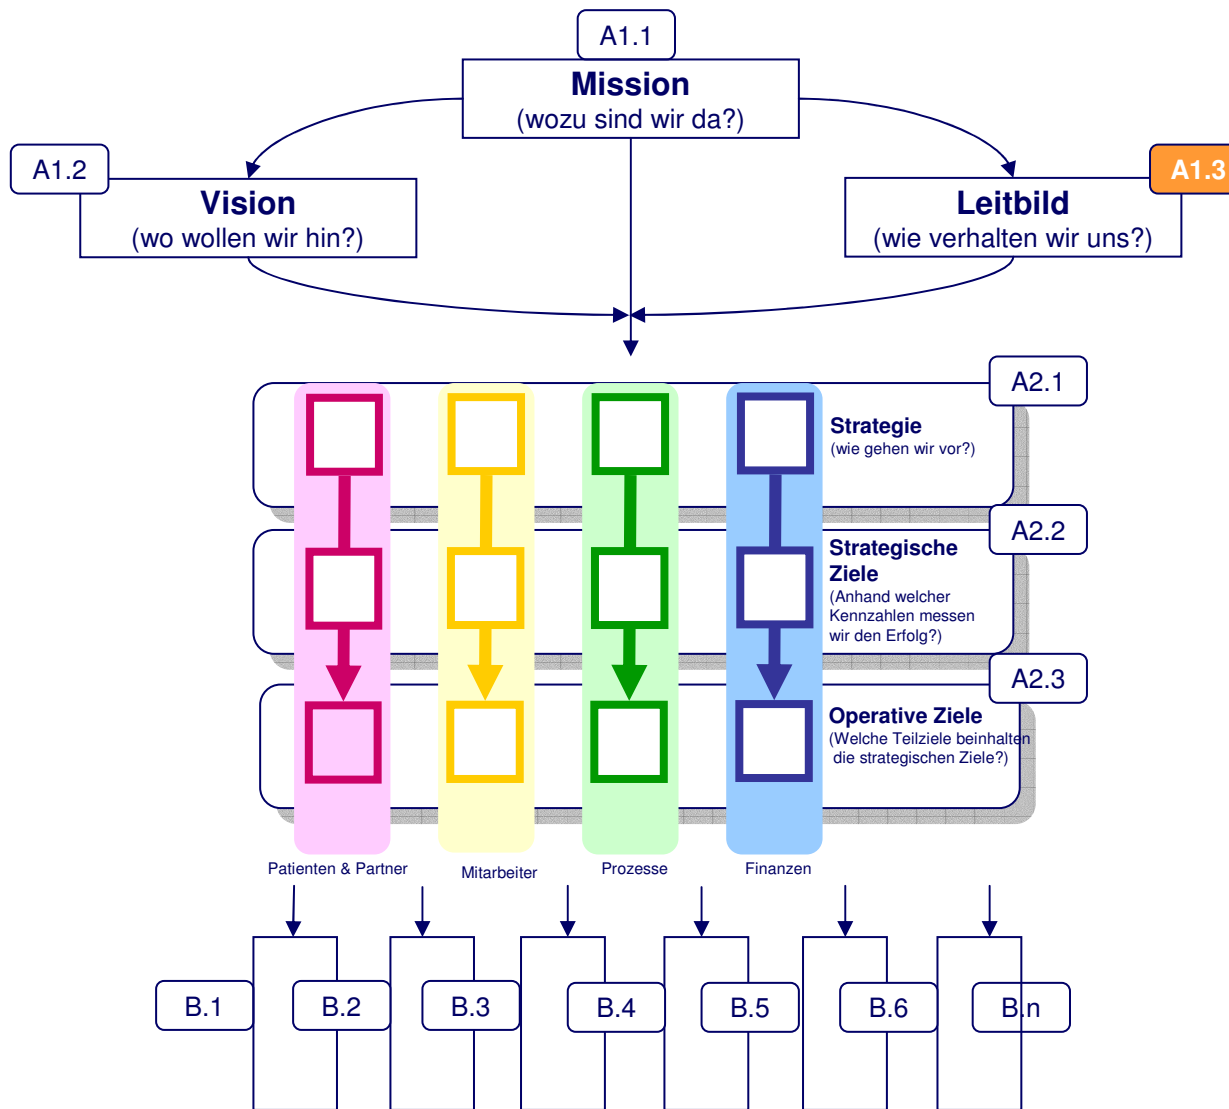 A1.1
Mission
(wozu sind wir da?)
A1.2
Vision
(wo wollen wir hin?)
A1.3
Leitbild
(wie verhalten wir uns?)
A2.1
Strategie
(wie gehen wir vor?)
A2.2
Strategische
Ziele
(Anhand welcher
Kennzahlen messen
wir den Erfolg?)
A2.3
Operative Ziele
(Welche Teilziele beinhalten
die strategischen Ziele?)
Patienten & Partner
Mitarbeiter
Prozesse
Finanzen
B.1
B.2
B.3
B.4
B.5
B.6
B.n